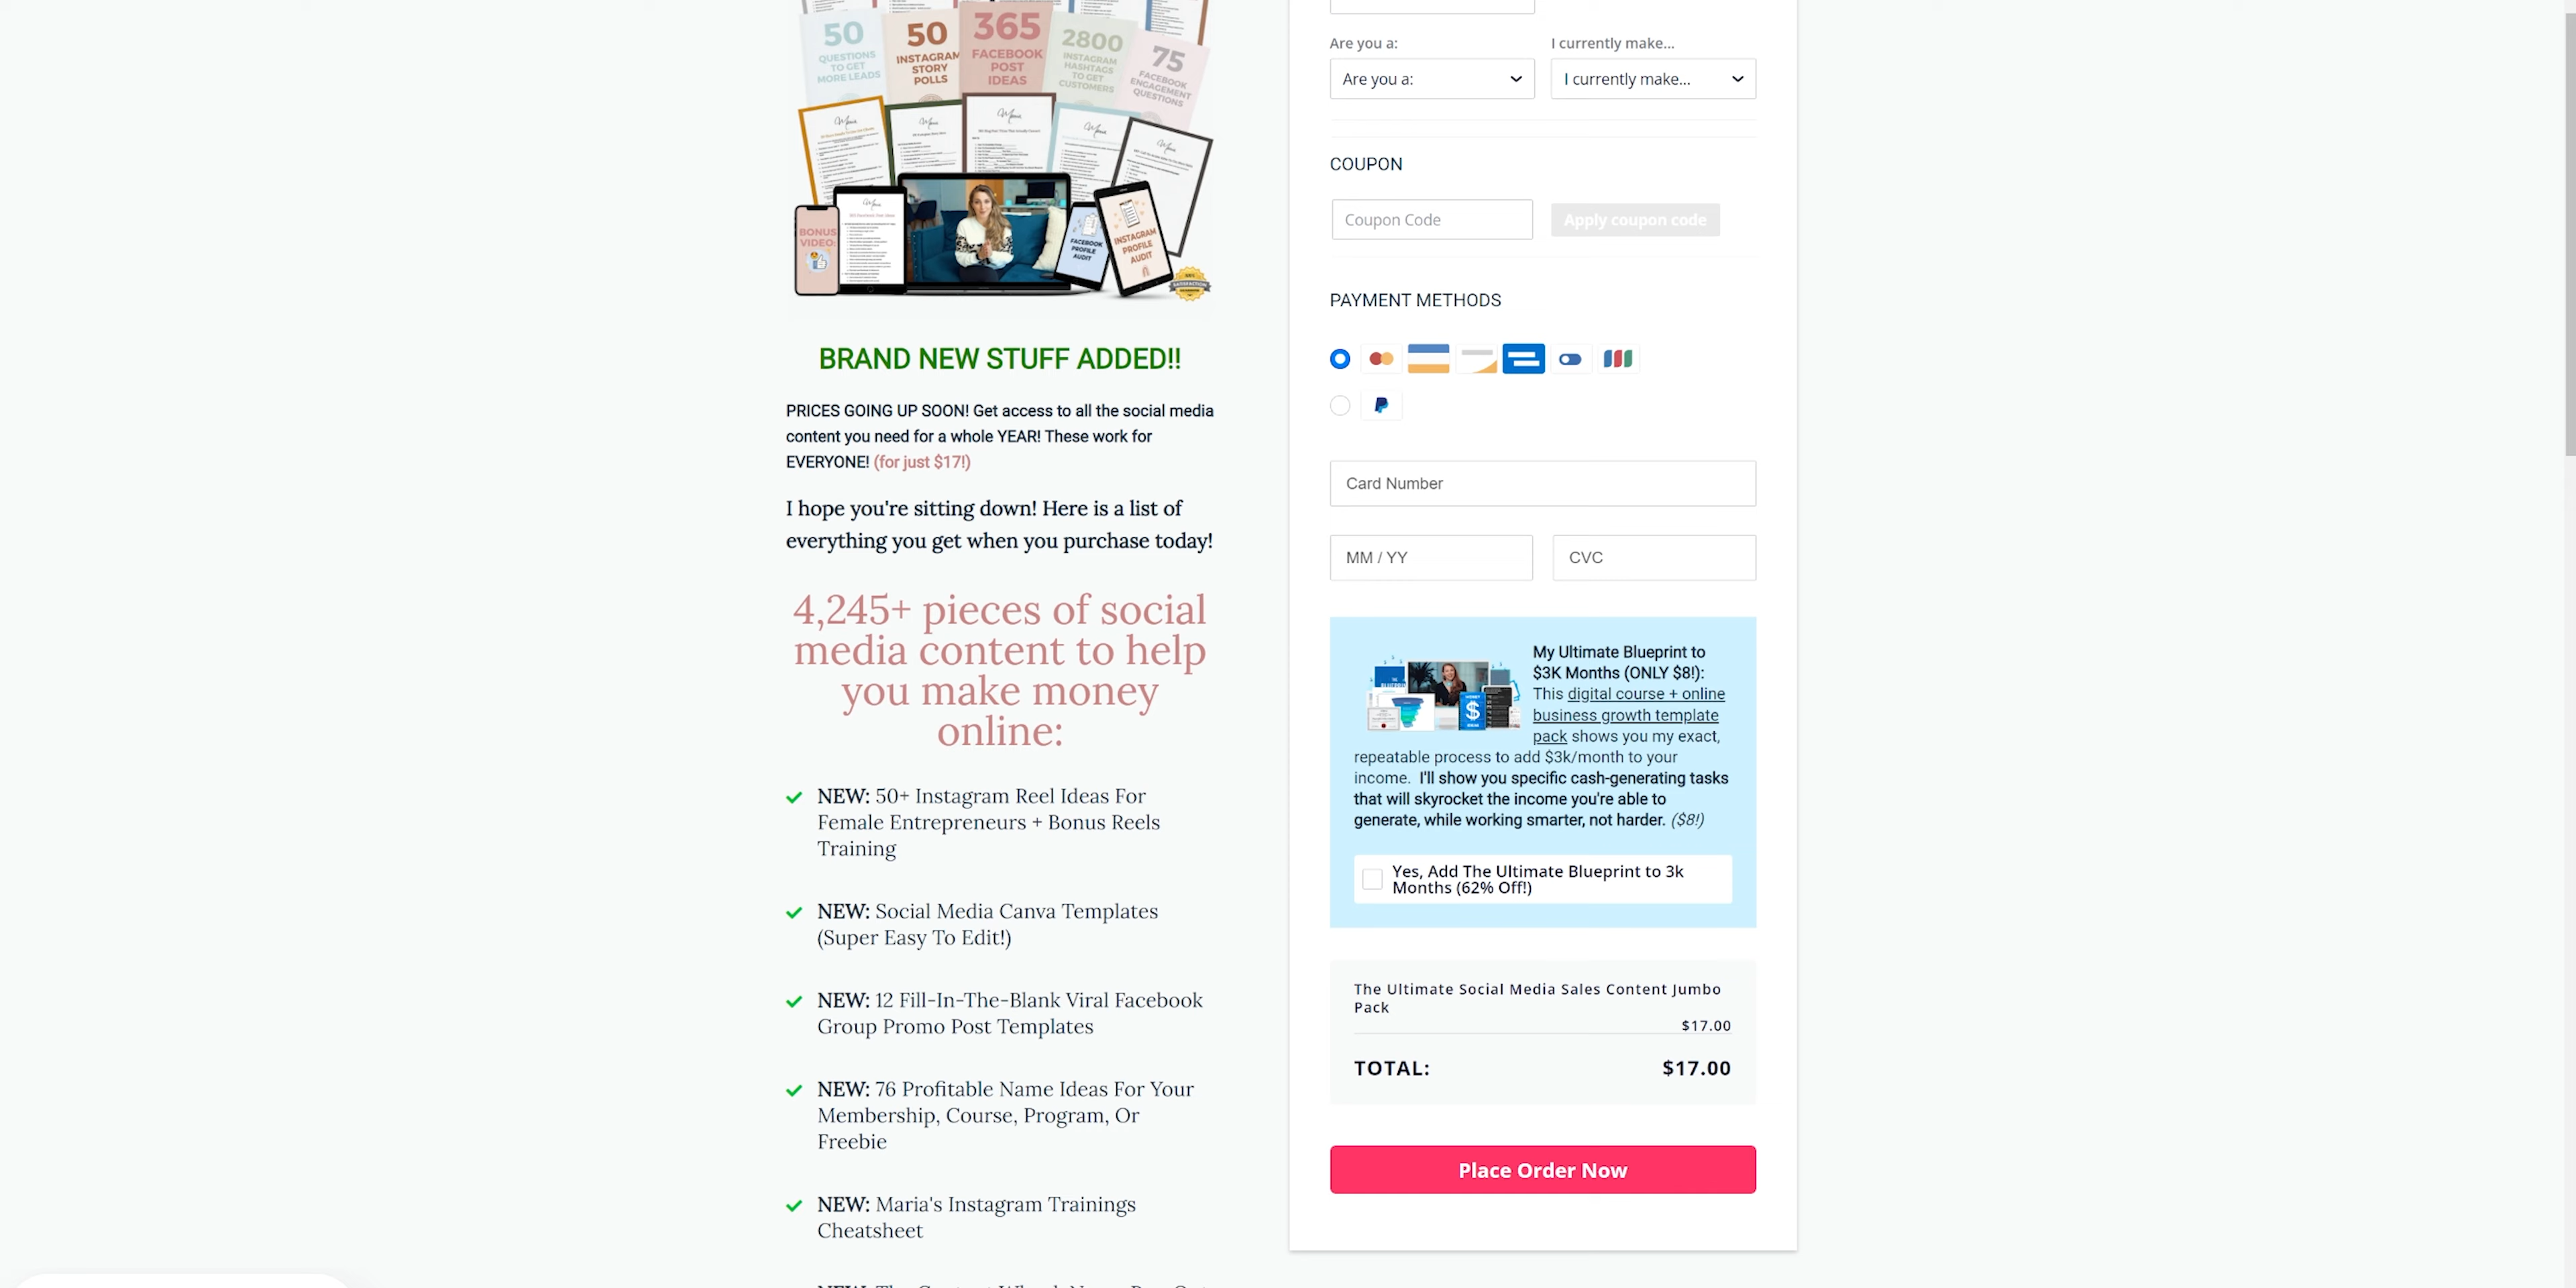 50
QUESTIONS
TO GET
MORE LEADS
50
INSTAGRAM
STORY
POLLS
365
FACEBOOK
POST
IDEAS
2800
INSTAGRAM
HASHTAGS
TO GET
CUSTOMERS
75
FACEBOOK
ENGAGEMENT
QUESTIONS
BONUS
VIDEO:
FACEBOOK
PROFILE
AUDIT
INSTAGRAM
PROFILE
AUDIT
BRAND NEW STUFF ADDED!!
PRICES GOING UP SOON! Get access to all the social media
content you need for a whole YEAR! These work for
EVERYONE! (for just $17!)
I hope you're sitting down! Here is a list of
everything you get when you purchase today!
4,245+ pieces of social
media content to help
you make money
online:
NEW: 50+ Instagram Reel Ideas For
Female Entrepreneurs + Bonus Reels
Training
NEW: Social Media Canva Templates
(Super Easy To Edit!)
NEW: 12 Fill-In-The-Blank Viral Facebook
Group Promo Post Templates
NEW: 76 Profitable Name Ideas For Your
Membership, Course, Program, Or
Freebie
NEW: Maria's Instagram Trainings
Cheatsheet
Are you a:
I currently make...
Are you a:
I currently make...
COUPON
Coupon Code
Apply coupon code
PAYMENT METHODS
Card Number
MM / YY
CVC
My Ultimate Blueprint to
$3K Months (ONLY $8!):
This digital course + online
business growth template
pack shows you my exact,
repeatable process to add $3k/month to your
income. I'll show you specific cash-generating tasks
that will skyrocket the income you're able to
generate, while working smarter, not harder. ($8!)
Yes, Add The Ultimate Blueprint to 3k
Months (62% Off!)
The Ultimate Social Media Sales Content Jumbo
Pack
$17.00
TOTAL: $17.00
Place Order Now